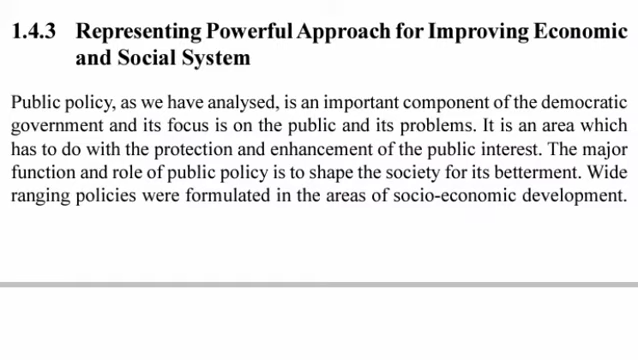 1.4.3 Representing Powerful Approach for Improving Economic
and Social System
Public policy, as we have analysed, is an important component of the democratic
government and its focus is on the public and its problems. It is an area which
has to do with the protection and enhancement of the public interest. The major
function and role of public policy is to shape the society for its betterment. Wide
ranging policies were formulated in the areas of socio-economic development.